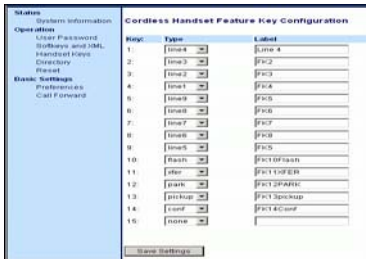 Status
System Information
Operation
User Password
Softkeys and XML
Handset Keys
Directory
Reset
Basic Settings
Preferences
Call Forward
Cordless Handset Feature Key Configuration
Key: Type Label
1: line4 Line 4
2: line3 FK2
3: line2 FK3
4: line1 FK4
5: line9 FK5
6: line8 FK6
7: line7 FK7
8: line6 FK8
9: line5 FK5
10: flash FK10Flash
11: xfer FK11XFER
12: park FK12PARK
13: pickup FK13pickup
14: conf FK14Conf
15: none
Save Settings